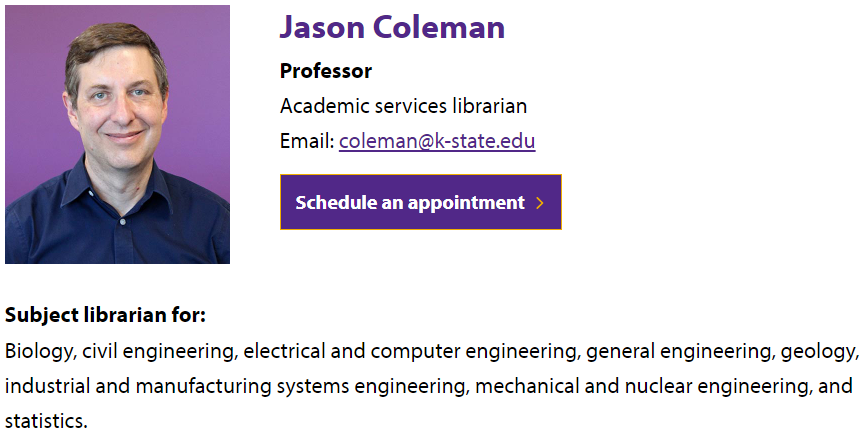 Jason Coleman
Professor
Academic services librarian
Email: coleman@k-state.edu
Schedule an appointment >
Subject librarian for:
Biology, civil engineering, electrical and computer engineering, general engineering, geology,
industrial and manufacturing systems engineering, mechanical and nuclear engineering, and
statistics.